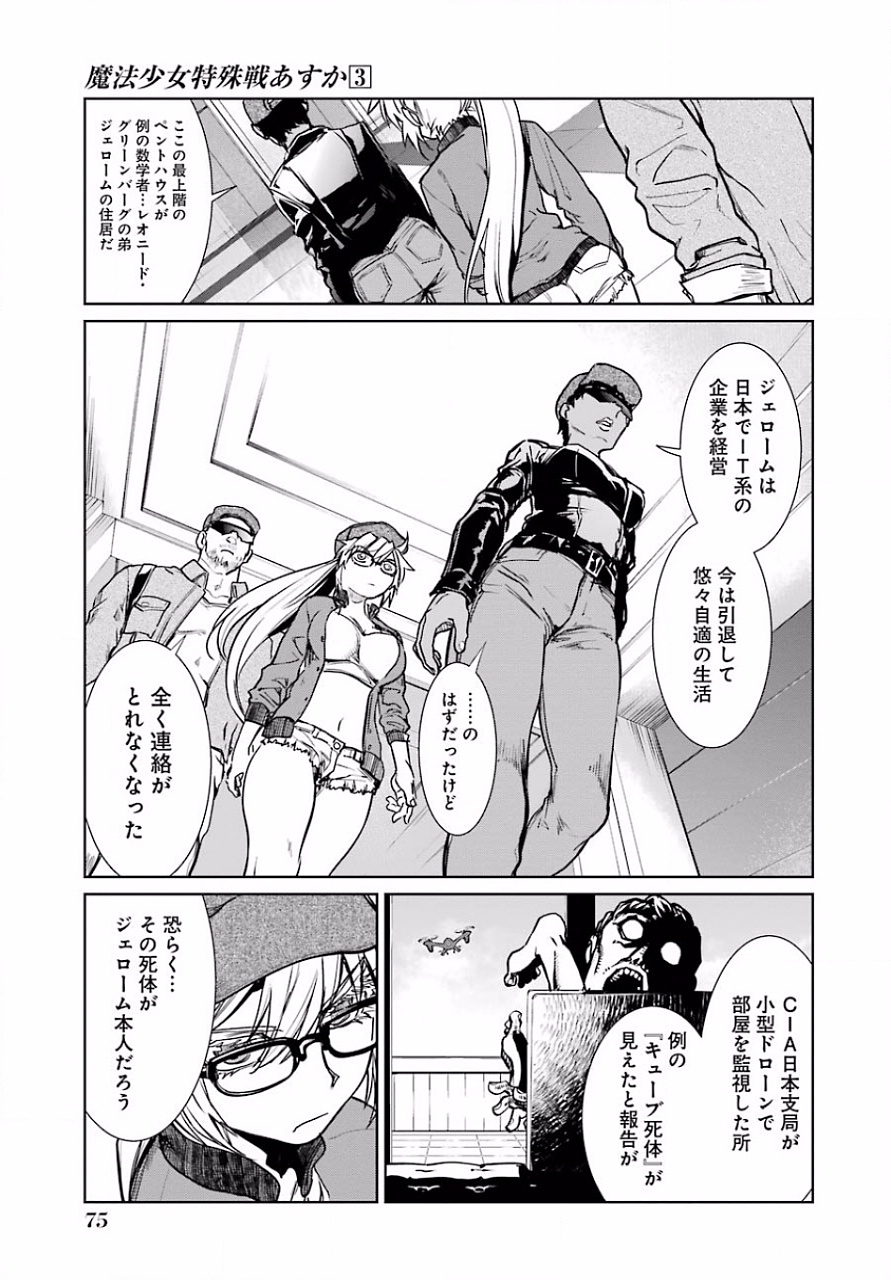 魔法少女特殊戦あすか3
ここの最上階の
ペントハウスが
例の数学者…レオニード・
グリーンバーグの弟
ジェロームの住居だ
ジェロームは
日本でIT系の
企業を経営
今は引退して
悠々自適の生活
……の
はずだったけど
全く連絡が
とれなくなった
CIA日本支局が
小型ドローンで
部屋を監視した所
例の
『キューブ死体』が
見えたと報告が
恐らく…
その死体が
ジェローム本人だろう
75